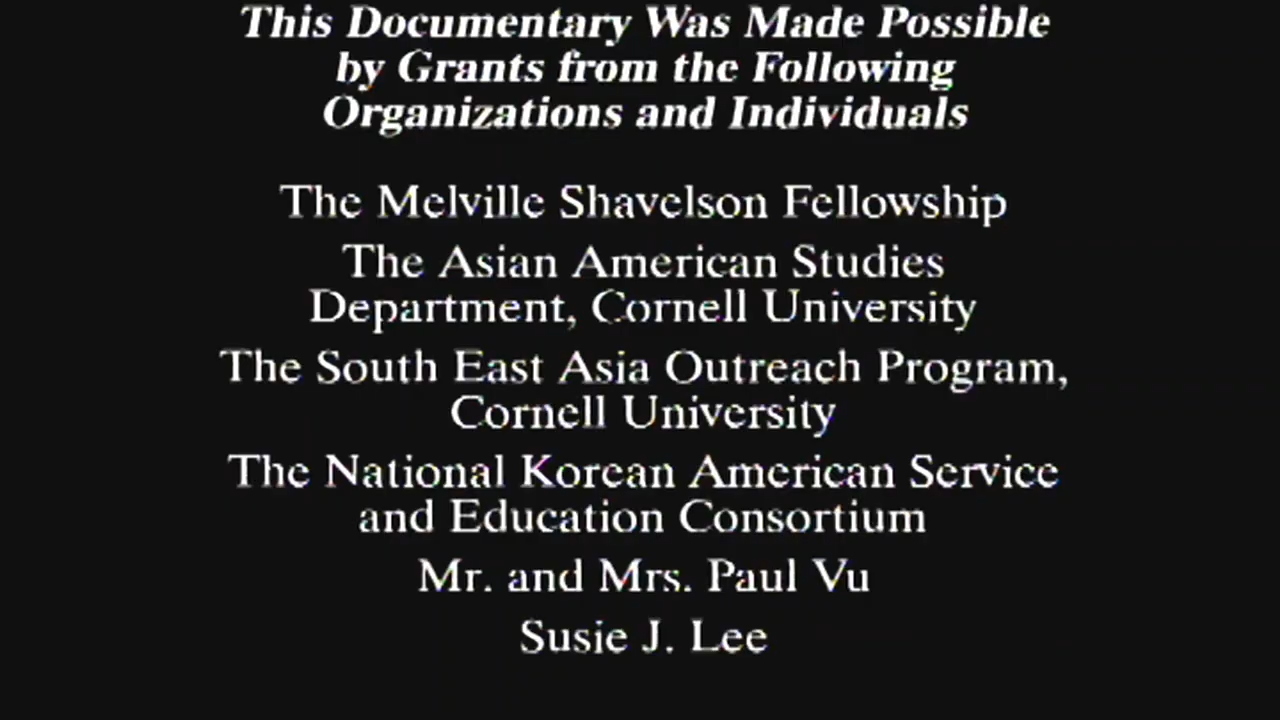 This Documentary Was Made Possible
by Grants from the Following
Organizations and Individuals
The Melville Shavelson Fellowship
The Asian American Studies
Department, Cornell University
The South East Asia Outreach Program,
Cornell University
The National Korean American Service
and Education Consortium
Mr. and Mrs. Paul Vu
Susie J. Lee